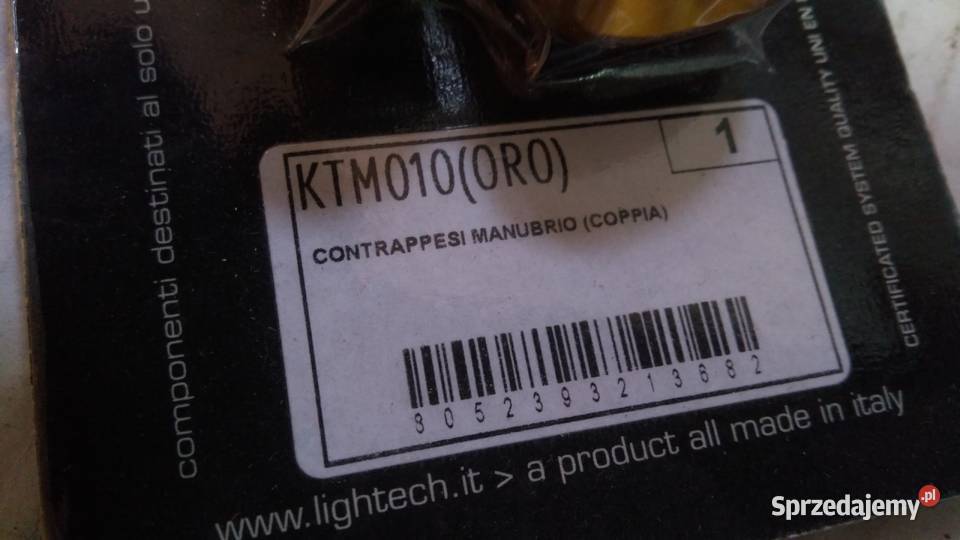 componenti destinati al solo
CERTIFICATED SYSTEM QUALITY UNI EN
KTM010(ORO)
1
CONTRAPPESI MANUBRIO (COPPIA)
8052393213682
www.lightech.it > a product all made in italy
Sprzedajemy.pl